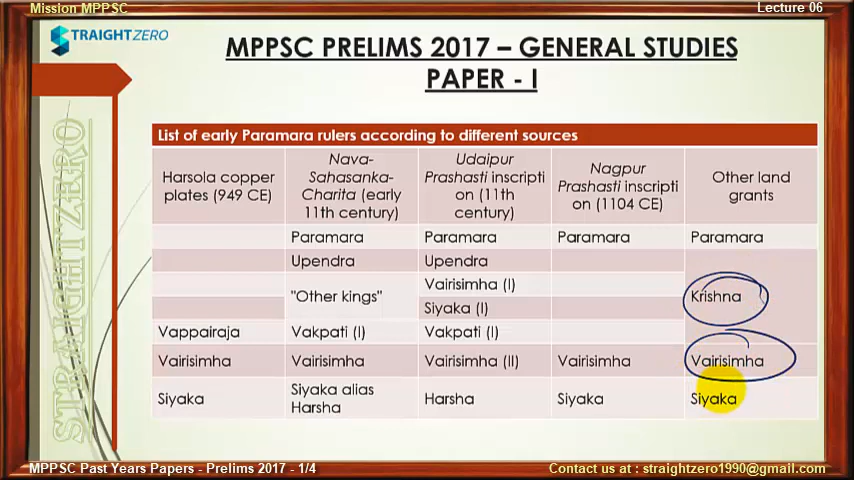 Mission MPPSC
Lecture 06
STRAIGHTZERO
MPPSC PRELIMS 2017 – GENERAL STUDIES
PAPER - I
STRAIGHTZERO
List of early Paramara rulers according to different sources
Harsola copper
plates (949 CE)
Nava-
Sahasanka-
Charita (early
11th century)
Udaipur
Prashasti inscripti
on (11th
century)
Nagpur
Prashasti inscripti
on (1104 CE)
Other land
grants
Paramara Paramara Paramara Paramara
Upendra Upendra
"Other kings" Vairisimha (I) Krishna
Siyaka (I)
Vappairaja Vakpati (I) Vakpati (I)
Vairisimha Vairisimha Vairisimha (II) Vairisimha Vairisimha
Siyaka Siyaka alias
Harsha Harsha Siyaka Siyaka
MPPSC Past Years Papers - Prelims 2017 - 1/4
Contact us at : straightzero1990@gmail.com